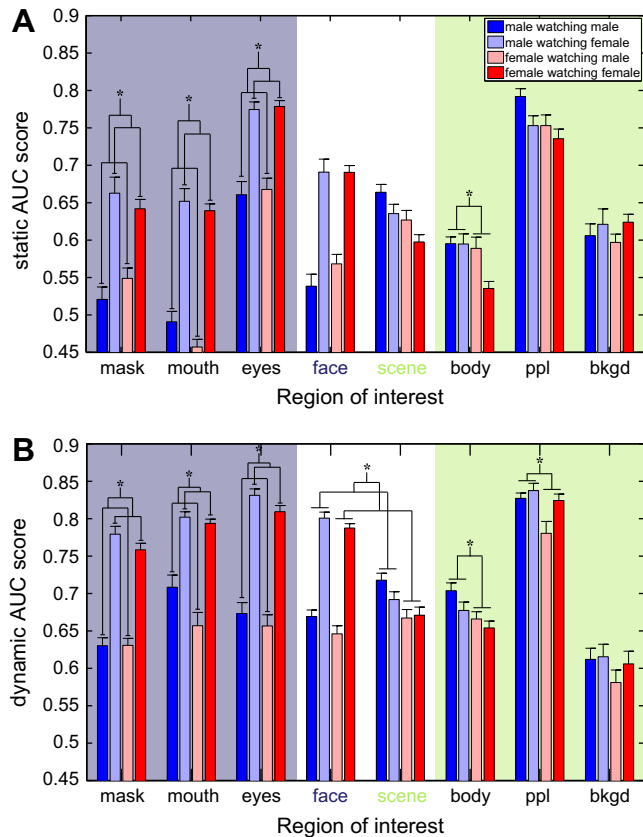 A
0.9
0.85
0.8
0.75
0.7
0.65
0.6
0.55
0.5
0.45
static AUC score
male watching male
male watching female
female watching male
female watching female
* * * *
mask mouth eyes face scene body ppl bkgd
Region of interest
B
0.9
0.85
0.8
0.75
0.7
0.65
0.6
0.55
0.5
0.45
dynamic AUC score
* * * * * *
mask mouth eyes face scene body ppl bkgd
Region of interest